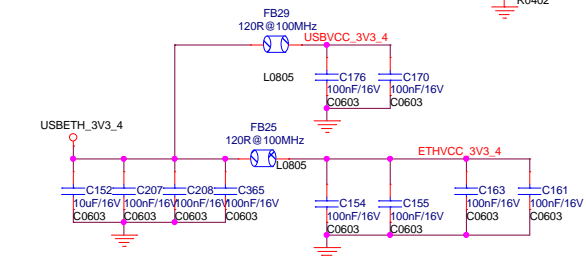 R0402
FB29
120R@100MHz
USBVCC_3V3_4
L0805
C176
100nF/16V
C0603
C170
100nF/16V
C0603
USBETH_3V3_4
FB25
120R@100MHz
L0805
ETHVCC_3V3_4
C152
10uF/16V
C0603
C207
100nF/16V
C0603
C208
100nF/16V
C0603
C365
100nF/16V
C0603
C154
100nF/16V
C0603
C155
100nF/16V
C0603
C163
100nF/16V
C0603
C161
100nF/16V
C0603